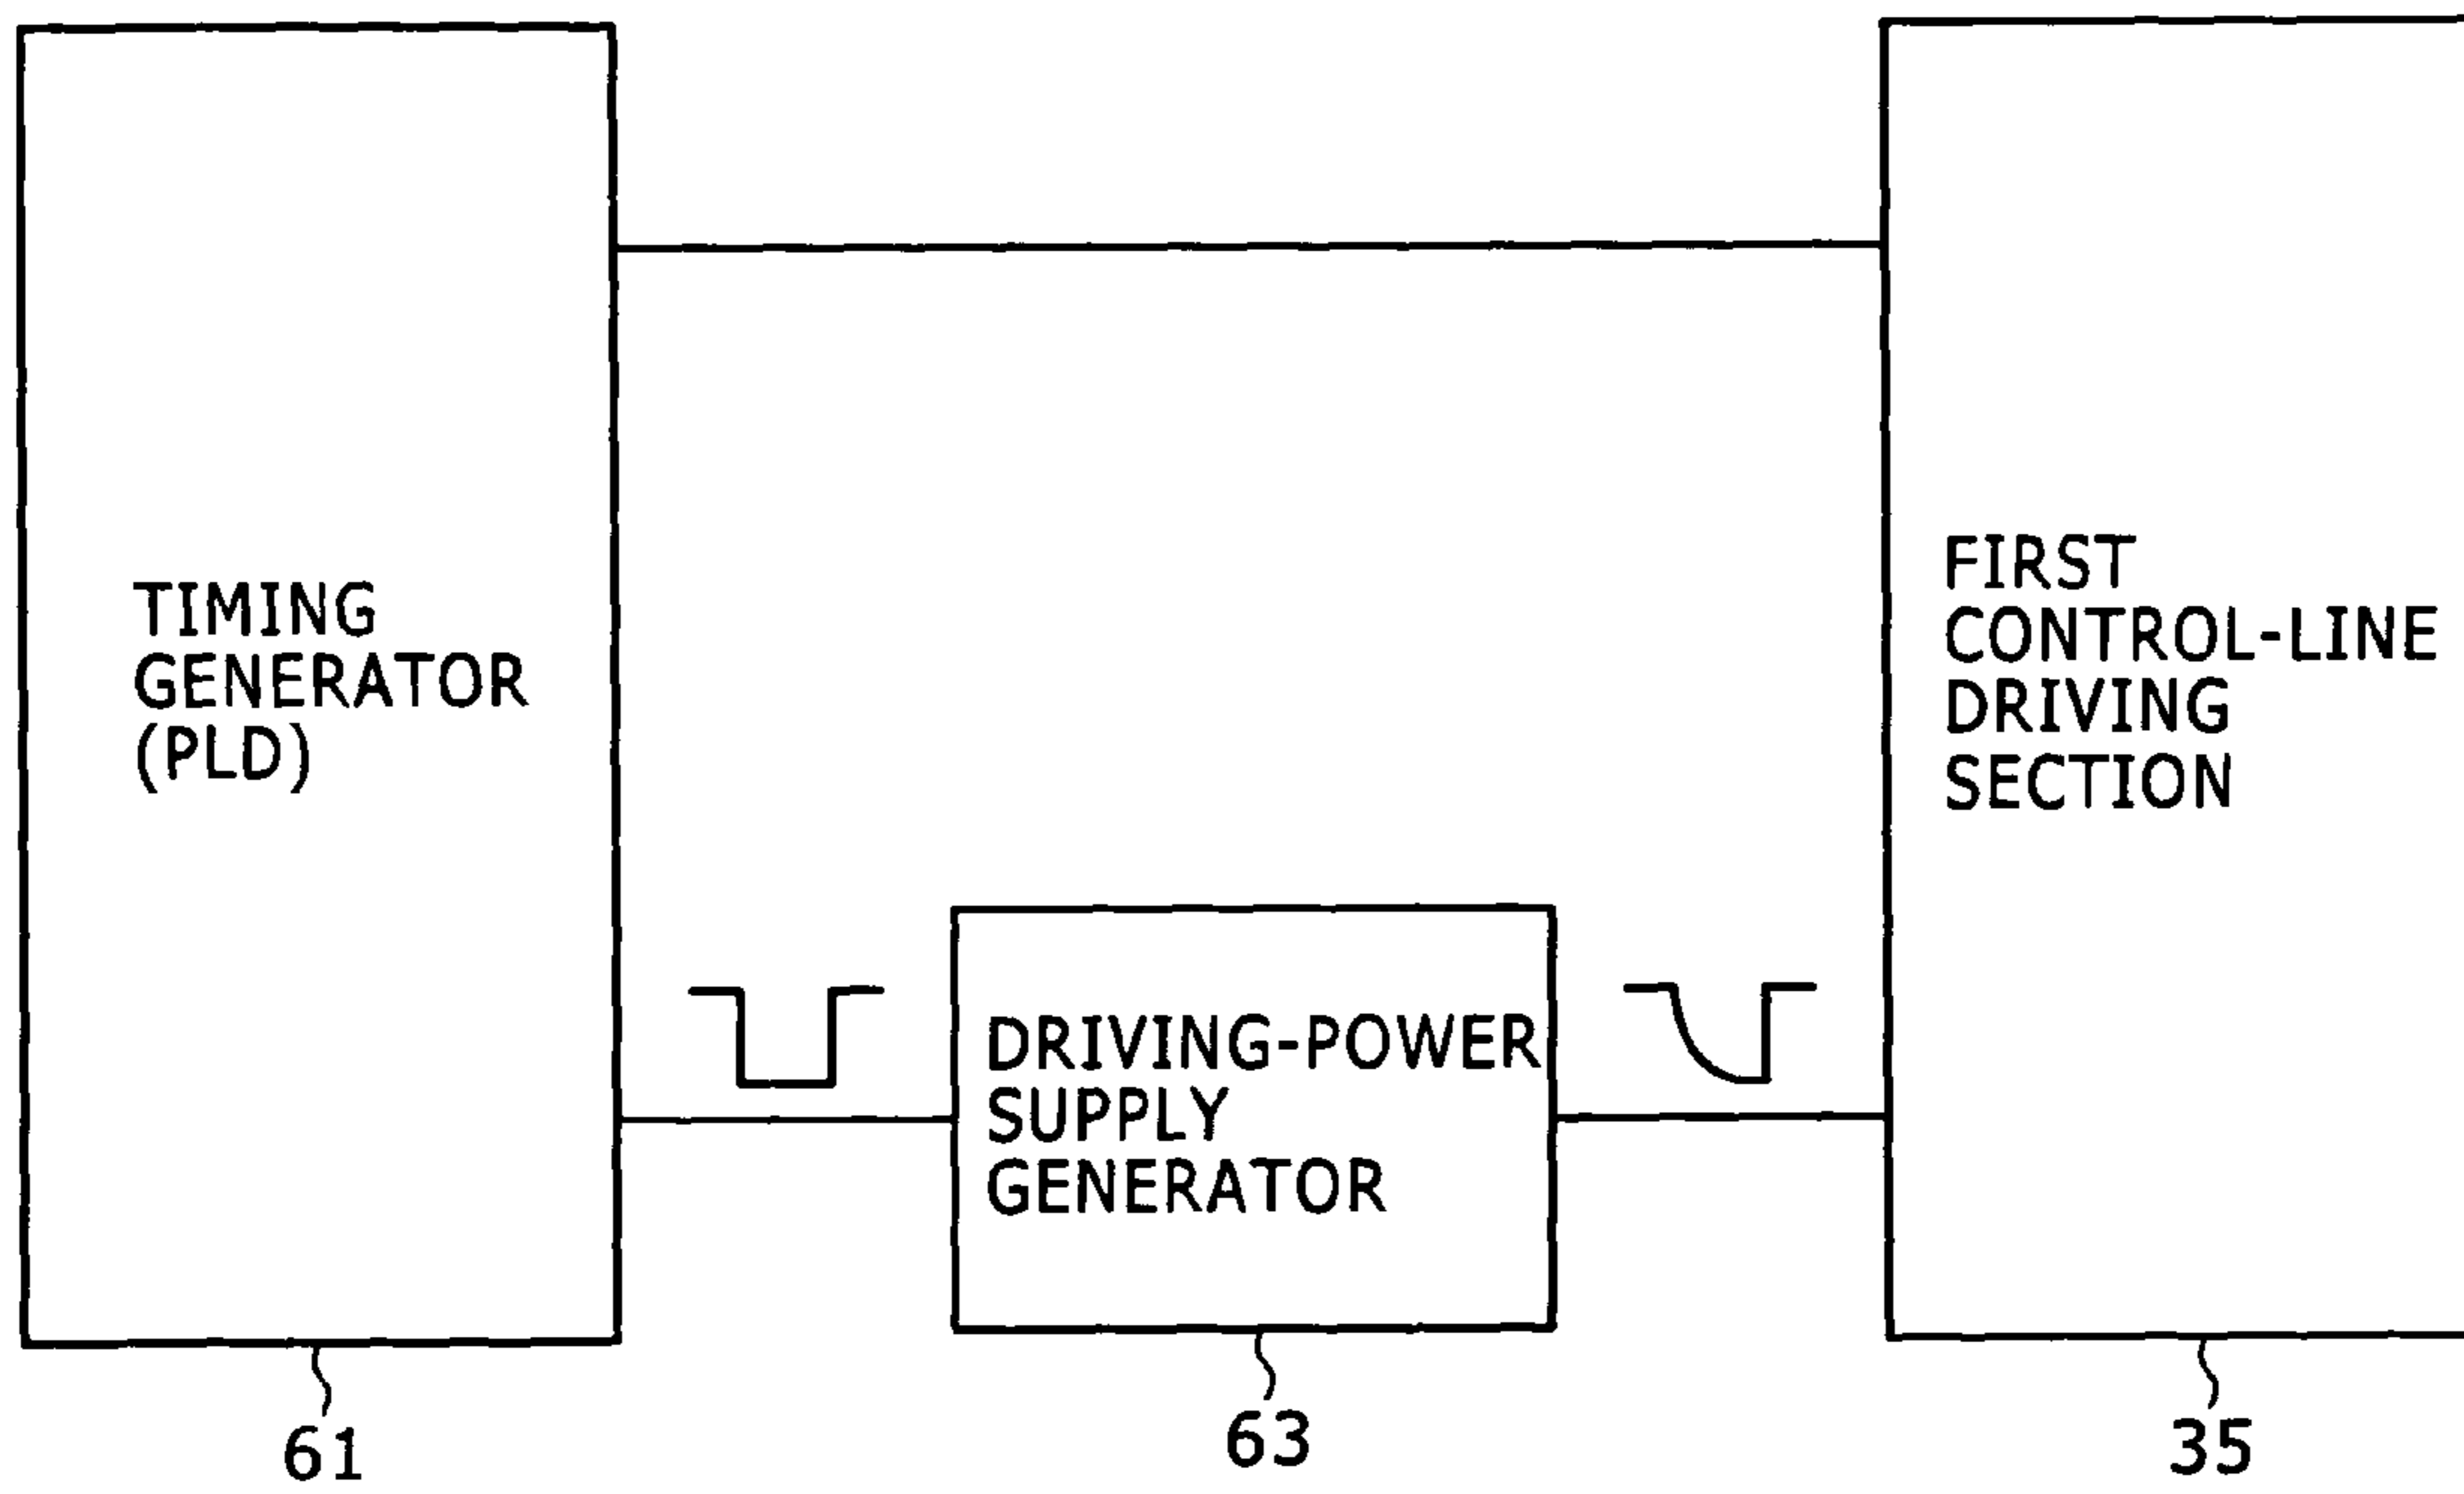 TIMING
GENERATOR
(PLD)
FIRST
CONTROL-LINE
DRIVING
SECTION
DRIVING-POWER
SUPPLY
GENERATOR
61
63
35